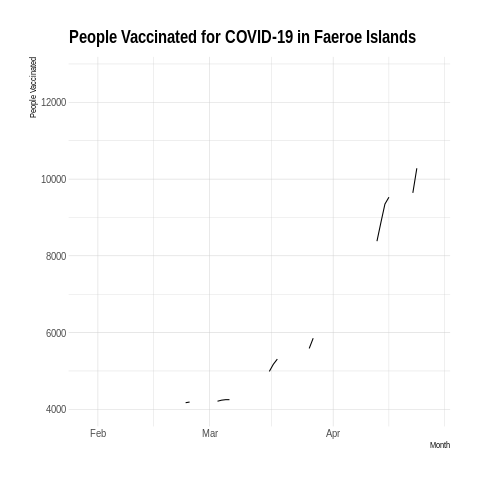 People Vaccinated for COVID-19 in Faeroe Islands
People Vaccinated
12000
10000
8000
6000
4000
Feb Mar Apr
Month